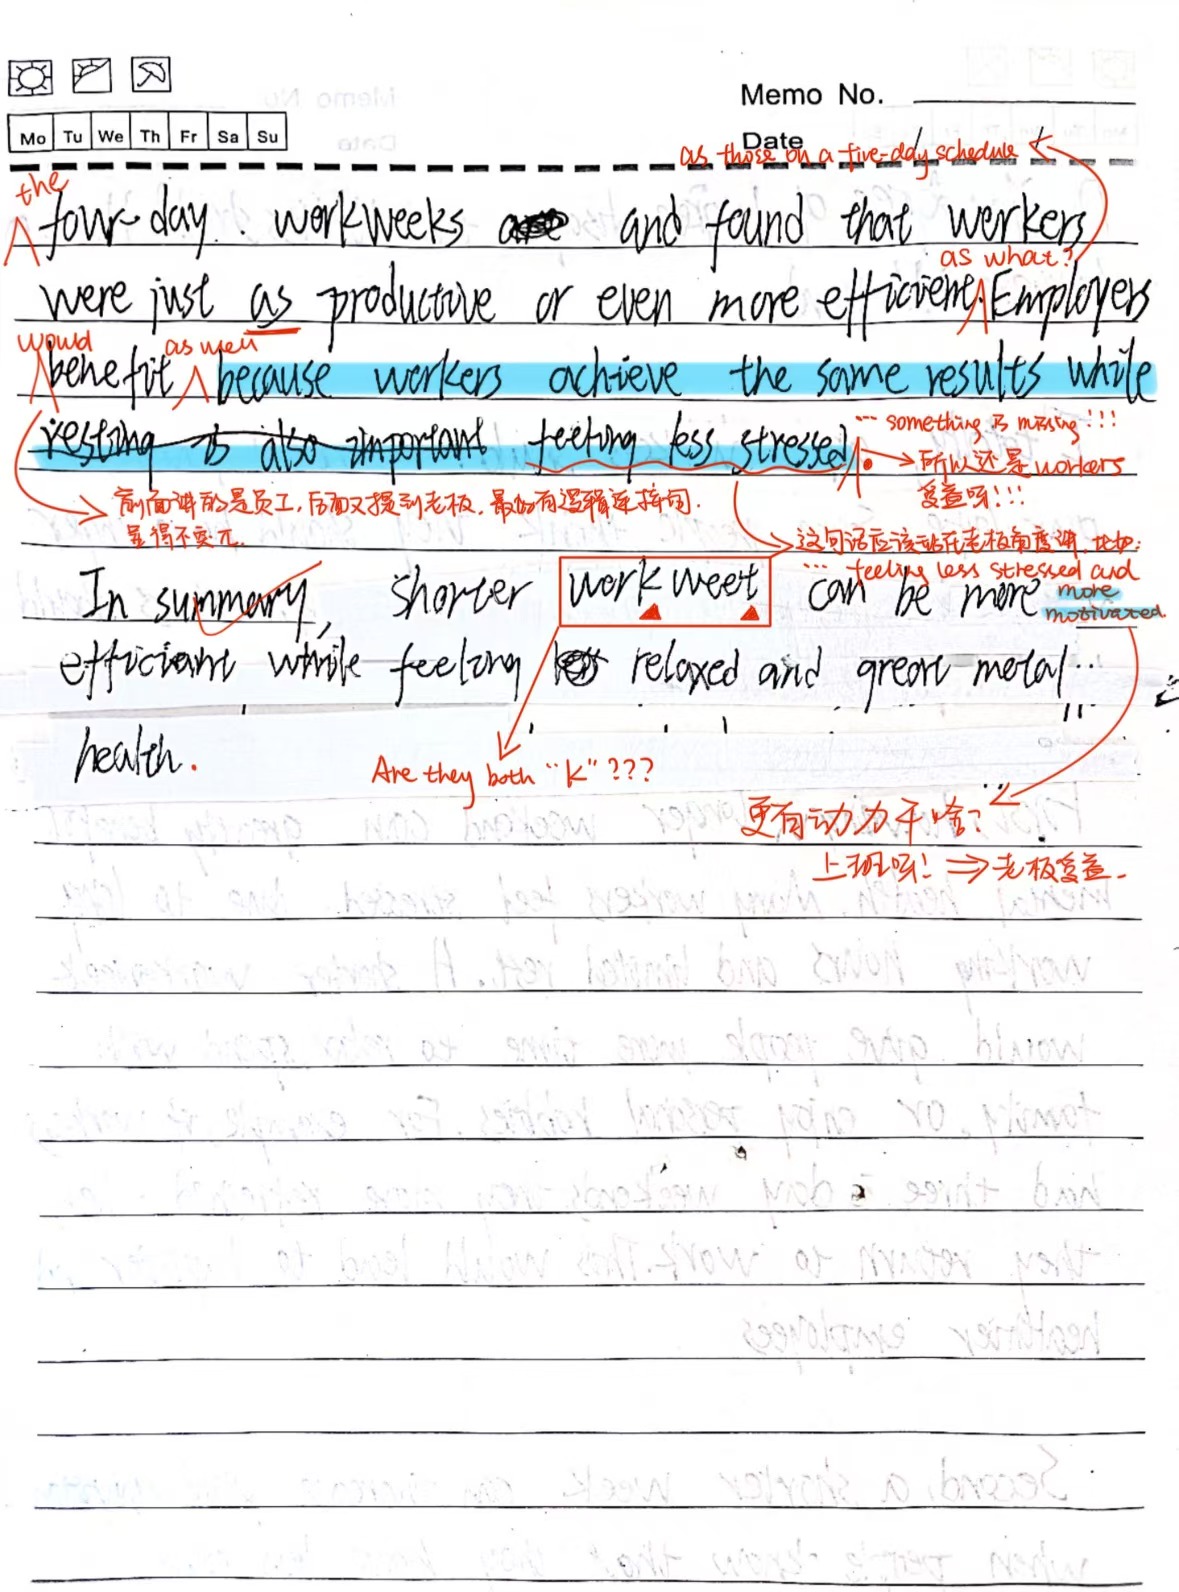 Memo No.
Mo Tu We Th Fr Sa Su
Date
as those on a five-day schedule
the
four-day workweeks and found that workers
as what?
were just as productive or even more efficient. Employers
would as well
benefit because workers achieve the same results while
... something is missing!!!
resting is also important feeling less stressed.
所以还是workers
受益呀!!!
前面讲的是员工,后面又提到老板,最好有逻辑连接词.
显得不突兀.
这句话应该站在老板角度讲,比如:
... feeling less stressed and
more
motivated.
In summary, shorter work weet can be more
efficient while feeling relaxed and great metal
health.
Are they both "K"???
更有动力干啥?
上班呀! ⇒ 老板受益.